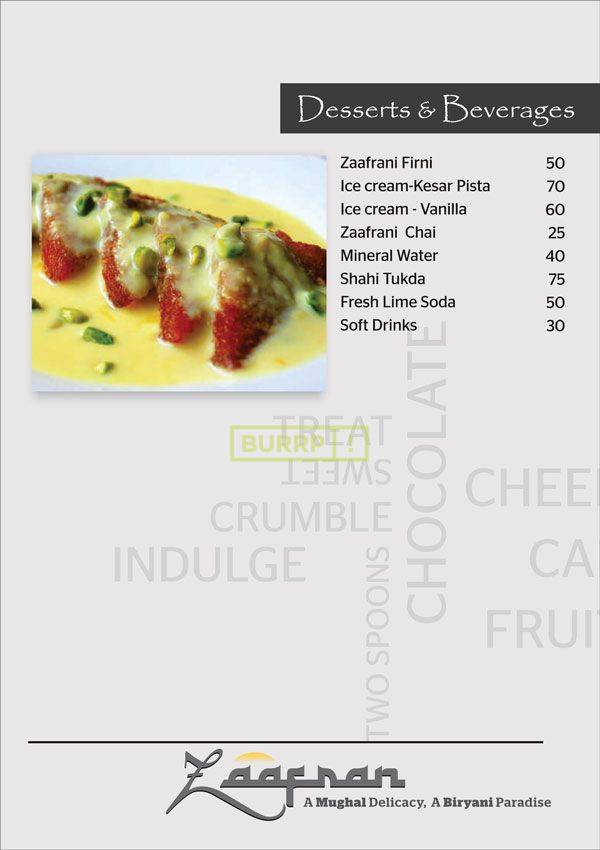 Desserts & Beverages
Zaafrani Firni 50
Ice cream-Kesar Pista 70
Ice cream - Vanilla 60
Zaafrani Chai 25
Mineral Water 40
Shahi Tukda 75
Fresh Lime Soda 50
Soft Drinks 30
TREAT
BURRP!
SWEET
CHOCOLATE
CRUMBLE
INDULGE
TWO SPOONS
CHEE
CA
FRUI
Zaafran
A Mughal Delicacy, A Biryani Paradise